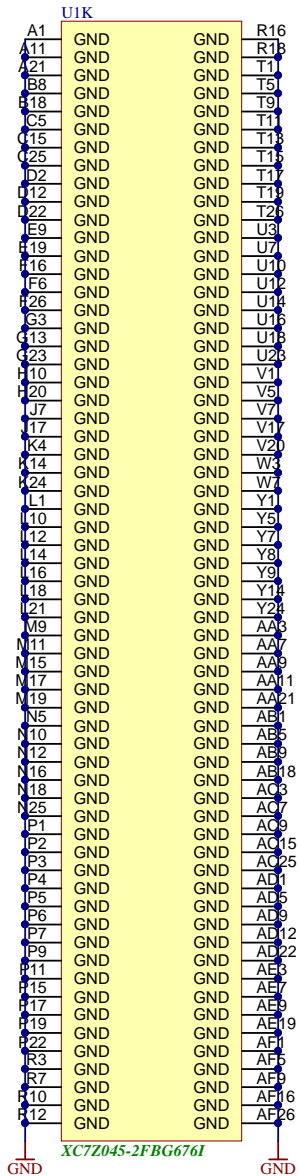 U1K
A1 GND GND R16
A11 GND GND R18
A21 GND GND T1
B8 GND GND T5
B18 GND GND T9
C5 GND GND T11
C15 GND GND T13
C25 GND GND T15
D2 GND GND T17
D12 GND GND T19
D22 GND GND T26
E9 GND GND U3
E19 GND GND U7
F16 GND GND U10
F6 GND GND U12
F26 GND GND U14
G3 GND GND U16
G13 GND GND U18
G23 GND GND U23
H10 GND GND V1
H20 GND GND V5
J7 GND GND V7
J17 GND GND V17
K4 GND GND V20
K14 GND GND W3
K24 GND GND W7
L1 GND GND Y1
L10 GND GND Y5
L12 GND GND Y7
L14 GND GND Y8
L16 GND GND Y9
L18 GND GND Y14
L21 GND GND Y24
M9 GND GND AA3
M11 GND GND AA7
M15 GND GND AA9
M17 GND GND AA11
M19 GND GND AA21
N5 GND GND AB1
N10 GND GND AB5
N12 GND GND AB9
N16 GND GND AB18
N18 GND GND AC3
N25 GND GND AC7
P1 GND GND AC9
P2 GND GND AC15
P3 GND GND AC25
P4 GND GND AD1
P5 GND GND AD5
P6 GND GND AD9
P7 GND GND AD12
P9 GND GND AD22
P11 GND GND AE3
P15 GND GND AE7
P17 GND GND AE9
P19 GND GND AE19
P22 GND GND AF1
R3 GND GND AF5
R7 GND GND AF9
R10 GND GND AF16
R12 GND GND AF26
XC7Z045-2FBG676I
GND GND